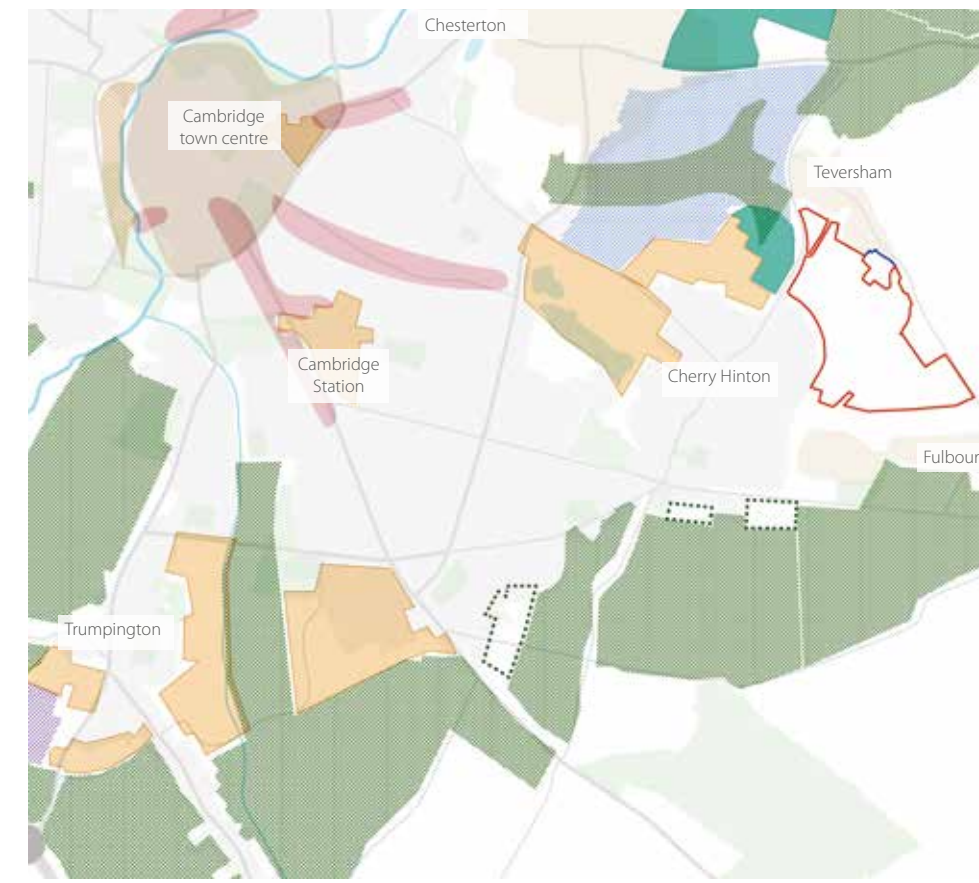 Chesterton
Cambridge
town centre
Teversham
Cambridge
Station
Cherry Hinton
Fulbour
Trumpington